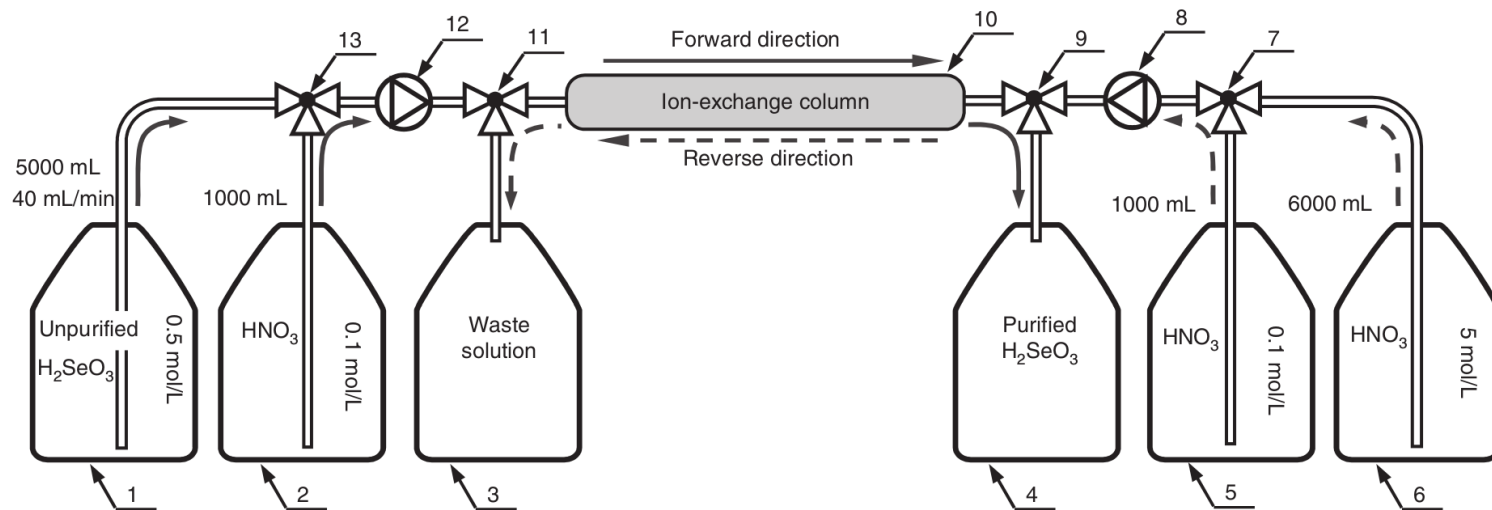 12
8
13
11
10
9
7
Forward direction
Ion-exchange column
Reverse direction
5000 mL
40 mL/min
1000 mL
1000 mL
6000 mL
Unpurified
H₂SeO₃
0.5 mol/L
HNO₃
0.1 mol/L
Waste
solution
Purified
H₂SeO₃
HNO₃
0.1 mol/L
HNO₃
5 mol/L
1
2
3
4
5
6